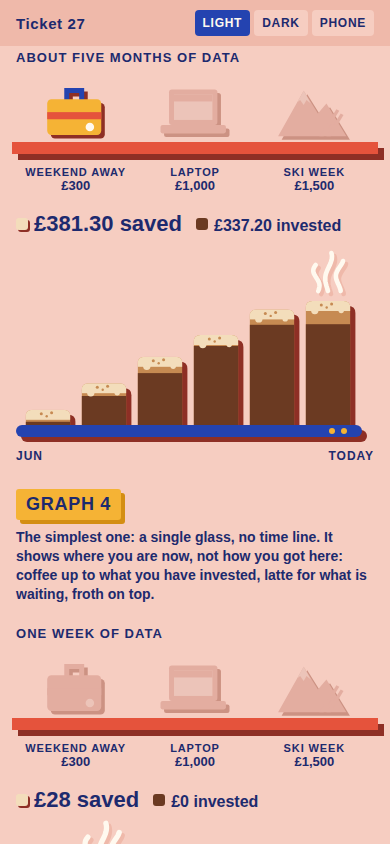 Ticket 27
LIGHT DARK PHONE
ABOUT FIVE MONTHS OF DATA
WEEKEND AWAY LAPTOP SKI WEEK
£300 £1,000 £1,500
£381.30 saved £337.20 invested
JUN TODAY
GRAPH 4
The simplest one: a single glass, no time line. It
shows where you are now, not how you got here:
coffee up to what you have invested, latte for what is
waiting, froth on top.
ONE WEEK OF DATA
WEEKEND AWAY LAPTOP SKI WEEK
£300 £1,000 £1,500
£28 saved £0 invested